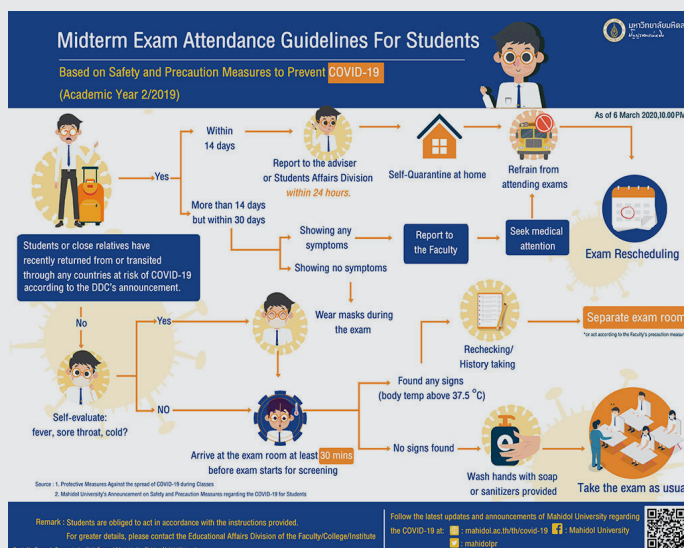 Midterm Exam Attendance Guidelines For Students
Based on Safety and Precaution Measures to Prevent COVID-19
(Academic Year 2/2019)
มหาวิทยาลัยมหิดล
As of 6 March 2020,10.00PM
Within
14 days
Yes
Report to the adviser
or Students Affairs Division
within 24 hours.
Self-Quarantine at home
Refrain from
attending exams
Exam Rescheduling
More than 14 days
but within 30 days
Showing any
symptoms
Report to
the Faculty
Seek medical
attention
Showing no symptoms
Students or close relatives have
recently returned from or transited
through any countries at risk of COVID-19
according to the DDC's announcement.
Wear masks during
the exam
No
Yes
Rechecking/
History taking
Separate exam room
*or act according to the Faculty's precaution measu
Self-evaluate:
fever, sore throat, cold?
NO
Found any signs
(body temp above 37.5 °C)
Arrive at the exam room at least 30 mins
before exam starts for screening
No signs found
Wash hands with soap
or sanitizers provided
Take the exam as usua
Source : 1. Protective Measures Against the spread of COVID-19 during Classes
2. Mahidol University's Announcement on Safety and Precaution Measures regarding the COVID-19 for Students
Remark : Students are obliged to act in accordance with the instructions provided.
For greater details, please contact the Educational Affairs Division of the Faculty/College/Institute
Follow the latest updates and announcements of Mahidol University regarding
the COVID-19 at: : mahidol.ac.th/th/covid-19 : Mahidol University
: mahidolpr